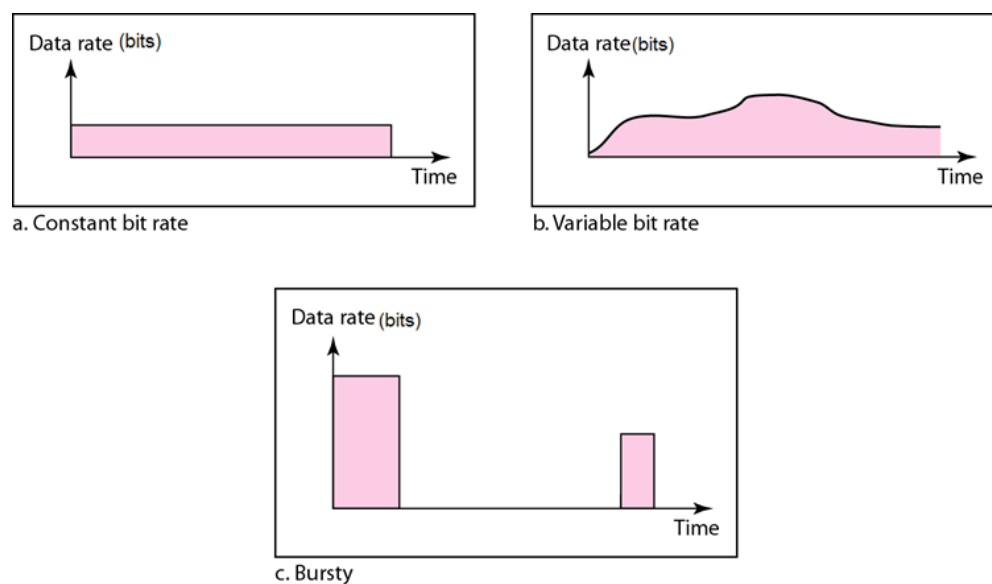 Data rate (bits)
Time
a. Constant bit rate
Data rate(bits)
Time
b. Variable bit rate
Data rate (bits)
Time
c. Bursty